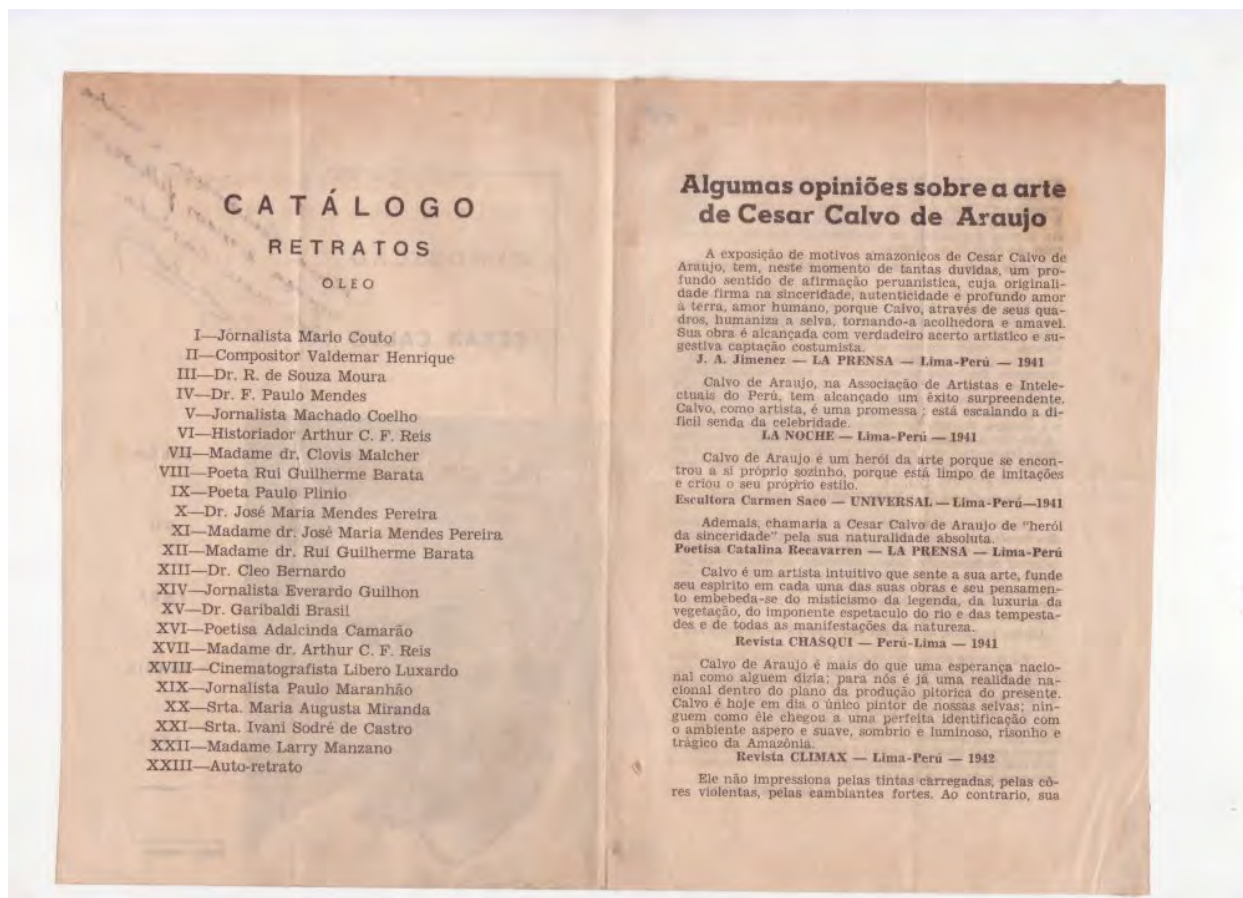 CATÁLOGO
RETRATOS
OLEO
I—Jornalista Mario Couto
II—Compositor Valdemar Henrique
III—Dr. R. de Souza Moura
IV—Dr. F. Paulo Mendes
V—Jornalista Machado Coelho
VI—Historiador Arthur C. F. Reis
VII—Madame dr. Clovis Malcher
VIII—Poeta Rui Guilherme Barata
IX—Poeta Paulo Plinio
X—Dr. José Maria Mendes Pereira
XI—Madame dr. José Maria Mendes Pereira
XII—Madame dr. Rui Guilherme Barata
XIII—Dr. Cleo Bernardo
XIV—Jornalista Everardo Guilhon
XV—Dr. Garibaldi Brasil
XVI—Poetisa Adalcinda Camarão
XVII—Madame dr. Arthur C. F. Reis
XVIII—Cinematografista Libero Luxardo
XIX—Jornalista Paulo Maranhão
XX—Srta. Maria Augusta Miranda
XXI—Srta. Ivani Sodré de Castro
XXII—Madame Larry Manzano
XXIII—Auto-retrato
Algumas opiniões sobre a arte
de Cesar Calvo de Araujo
A exposição de motivos amazonicos de Cesar Calvo de
Araujo, tem, neste momento de tantas duvidas, um pro-
fundo sentido de afirmação peruanistica, cuja originali-
dade firma na sinceridade, autenticidade e profundo amor
à terra, amor humano, porque Calvo, através de seus qua-
dros, humaniza a selva, tornando-a acolhedora e amavel.
Sua obra é alcançada com verdadeiro acerto artistico e su-
gestiva captação costumista.
J. A. Jimenez — LA PRENSA — Lima-Perú — 1941
Calvo de Araujo, na Associação de Artistas e Intele-
ctuais do Perú, tem alcançado um êxito surpreendente.
Calvo, como artista, é uma promessa ; está escalando a di-
ficil senda da celebridade.
LA NOCHE — Lima-Perú — 1941
Calvo de Araujo é um herói da arte porque se encon-
trou a si próprio sozinho, porque está limpo de imitações
e criou o seu próprio estilo.
Escultora Carmen Saco — UNIVERSAL — Lima-Perú—1941
Ademais, chamaria a Cesar Calvo de Araujo de "herói
da sinceridade" pela sua naturalidade absoluta.
Poetisa Catalina Recavarren — LA PRENSA — Lima-Perú
Calvo é um artista intuitivo que sente a sua arte, funde
seu espirito em cada uma das suas obras e seu pensamen-
to embebeda-se do misticismo da legenda, da luxuria da
vegetação, do imponente espetaculo do rio e das tempesta-
des e de todas as manifestações da natureza.
Revista CHASQUI — Perú-Lima — 1941
Calvo de Araujo é mais do que uma esperança nacio-
nal como alguem dizia; para nós é já uma realidade na-
cional dentro do plano da produção pitorica do presente.
Calvo é hoje em dia o único pintor de nossas selvas; nin-
guem como êle chegou a uma perfeita identificação com
o ambiente aspero e suave, sombrio e luminoso, risonho e
trágico da Amazônia.
Revista CLIMAX — Lima-Perú — 1942
Ele não impressiona pelas tintas carregadas, pelas cô-
res violentas, pelas cambiantes fortes. Ao contrario, sua